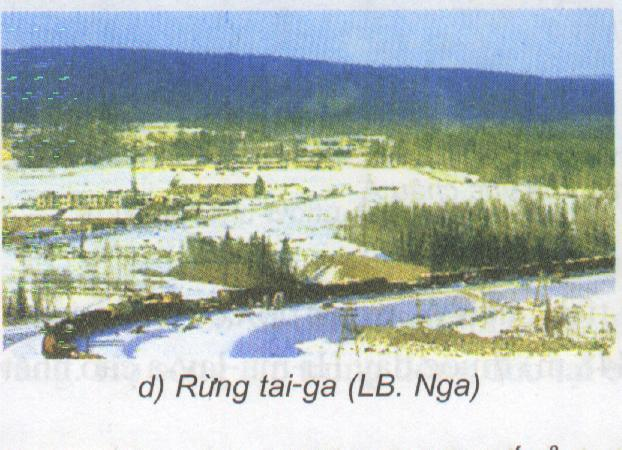 d) Rừng tai-ga (LB. Nga)